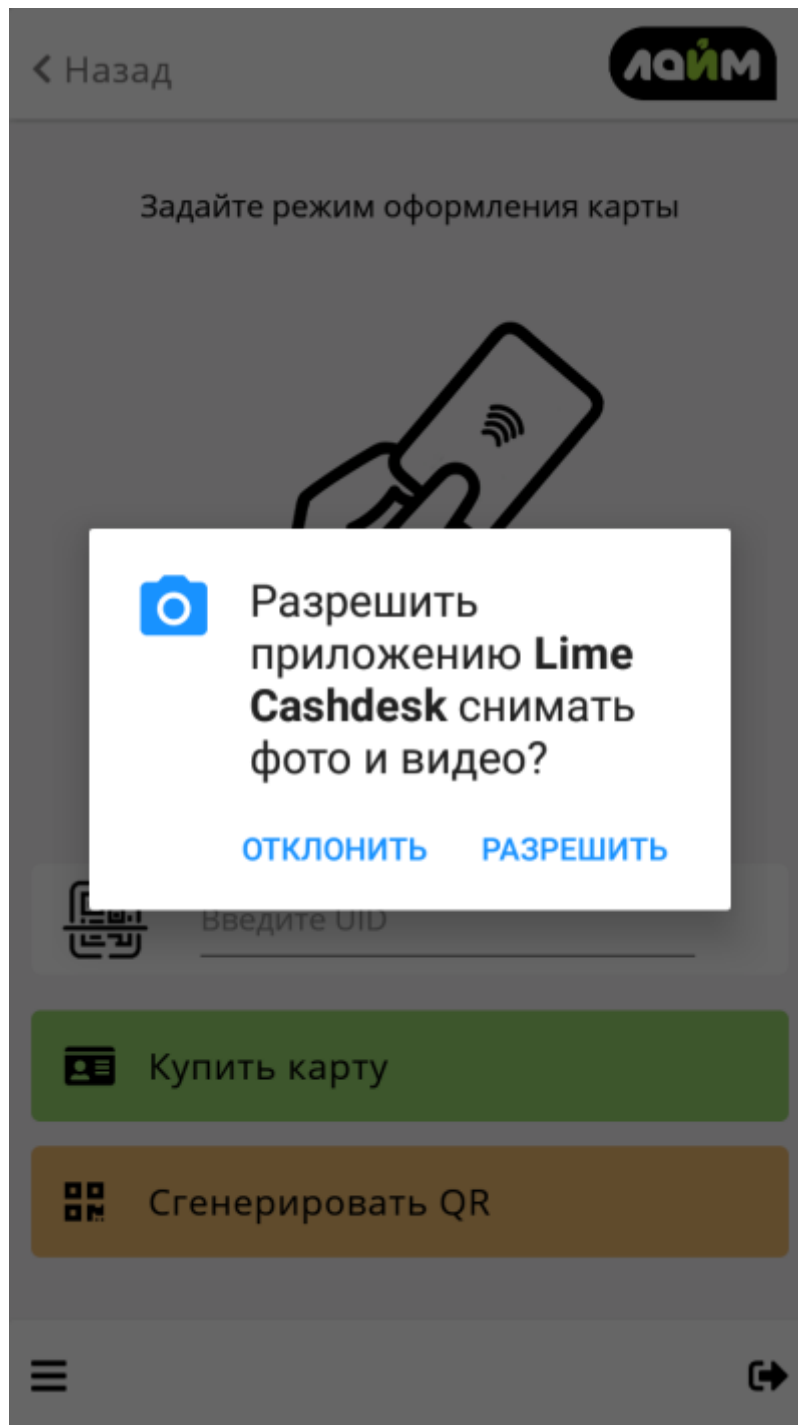 Назад
лайм
Задайте режим оформления карты
Разрешить
приложению Lime
Cashdesk снимать
фото и видео?
ОТКЛОНИТЬ РАЗРЕШИТЬ
Введите UID
Купить карту
Сгенерировать QR